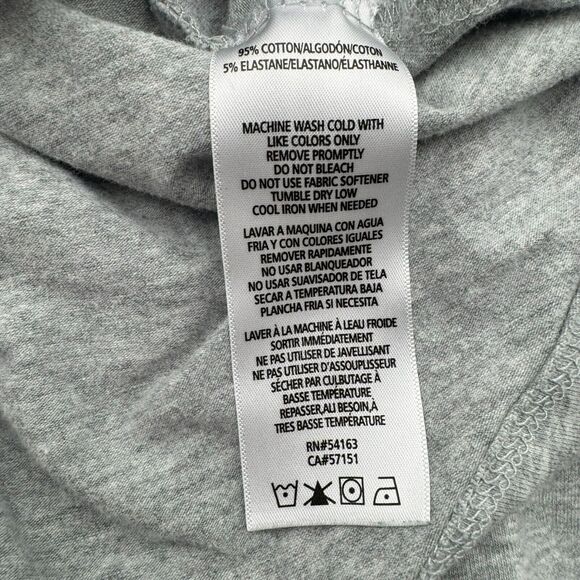 95% COTTON/ALGODÓN/COTON
5% ELASTANE/ELASTANO/ÉLASTHANNE
MACHINE WASH COLD WITH
LIKE COLORS ONLY
REMOVE PROMPTLY
DO NOT BLEACH
DO NOT USE FABRIC SOFTENER
TUMBLE DRY LOW
COOL IRON WHEN NEEDED
LAVAR A MAQUINA CON AGUA
FRIA Y CON COLORES IGUALES
REMOVER RAPIDAMENTE
NO USAR BLANQUEADOR
NO USAR SUAVISADOR DE TELA
SECAR A TEMPERATURA BAJA
PLANCHA FRIA SI NECESITA
LAVER À LA MACHINE À LEAU FROIDE
SORTIR IMMÉDIATEMENT
NE PAS UTILISER DE JAVELLISANT
NE PAS UTILISER D'ASSOUPLISSEUR
SÉCHER PAR CULBUTAGE À
BASSE TEMPÉRATURE
REPASSER,AU BESOIN,À
TRES BASSE TEMPÉRATURE
RN#54163
CA#57151